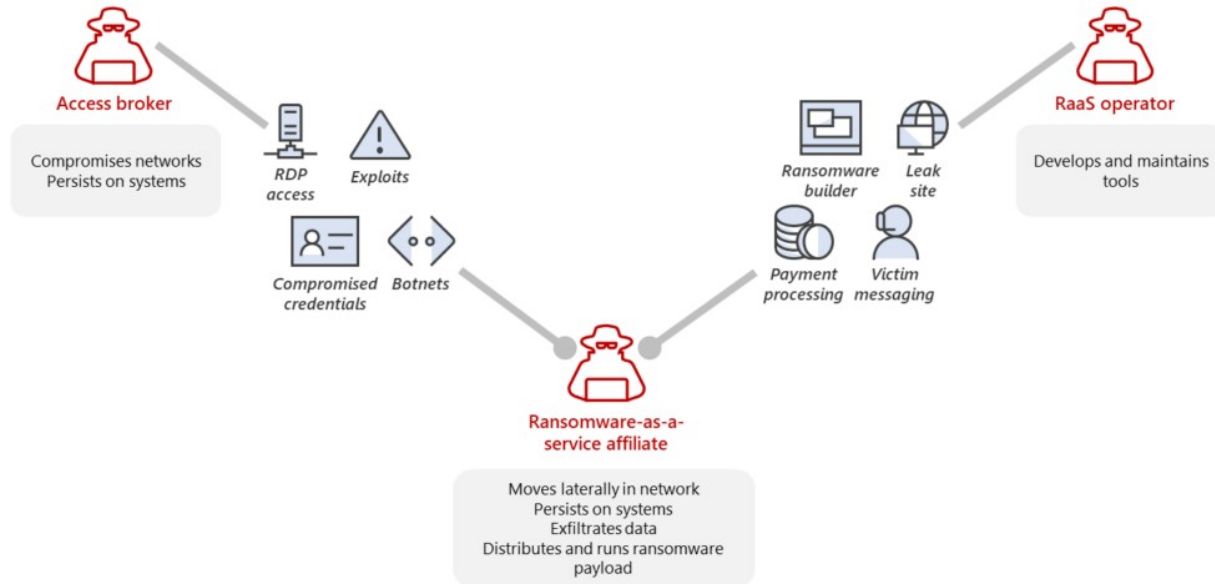 Access broker
Compromises networks
Persists on systems
RDP
access
Exploits
Compromised
credentials
Botnets
RaaS operator
Develops and maintains
tools
Ransomware
builder
Leak
site
Payment
processing
Victim
messaging
Ransomware-as-a-
service affiliate
Moves laterally in network
Persists on systems
Exfiltrates data
Distributes and runs ransomware
payload